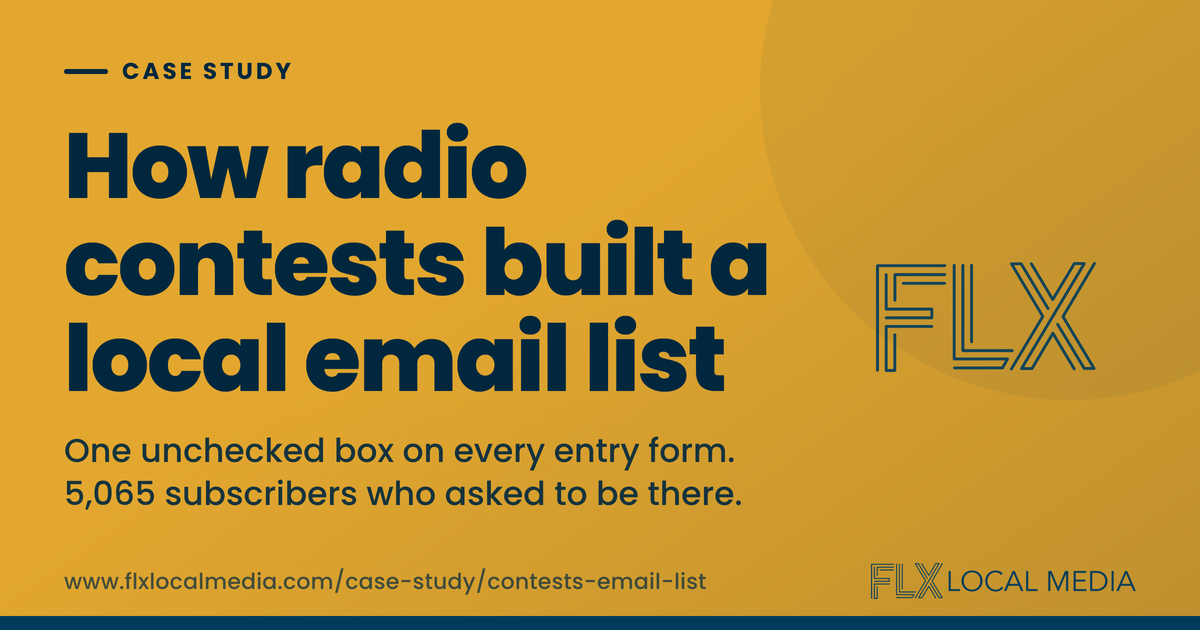 CASE STUDY
How radio
contests built a
local email list
One unchecked box on every entry form.
5,065 subscribers who asked to be there.
FLX
www.flxlocalmedia.com/case-study/contests-email-list
FLX LOCAL MEDIA